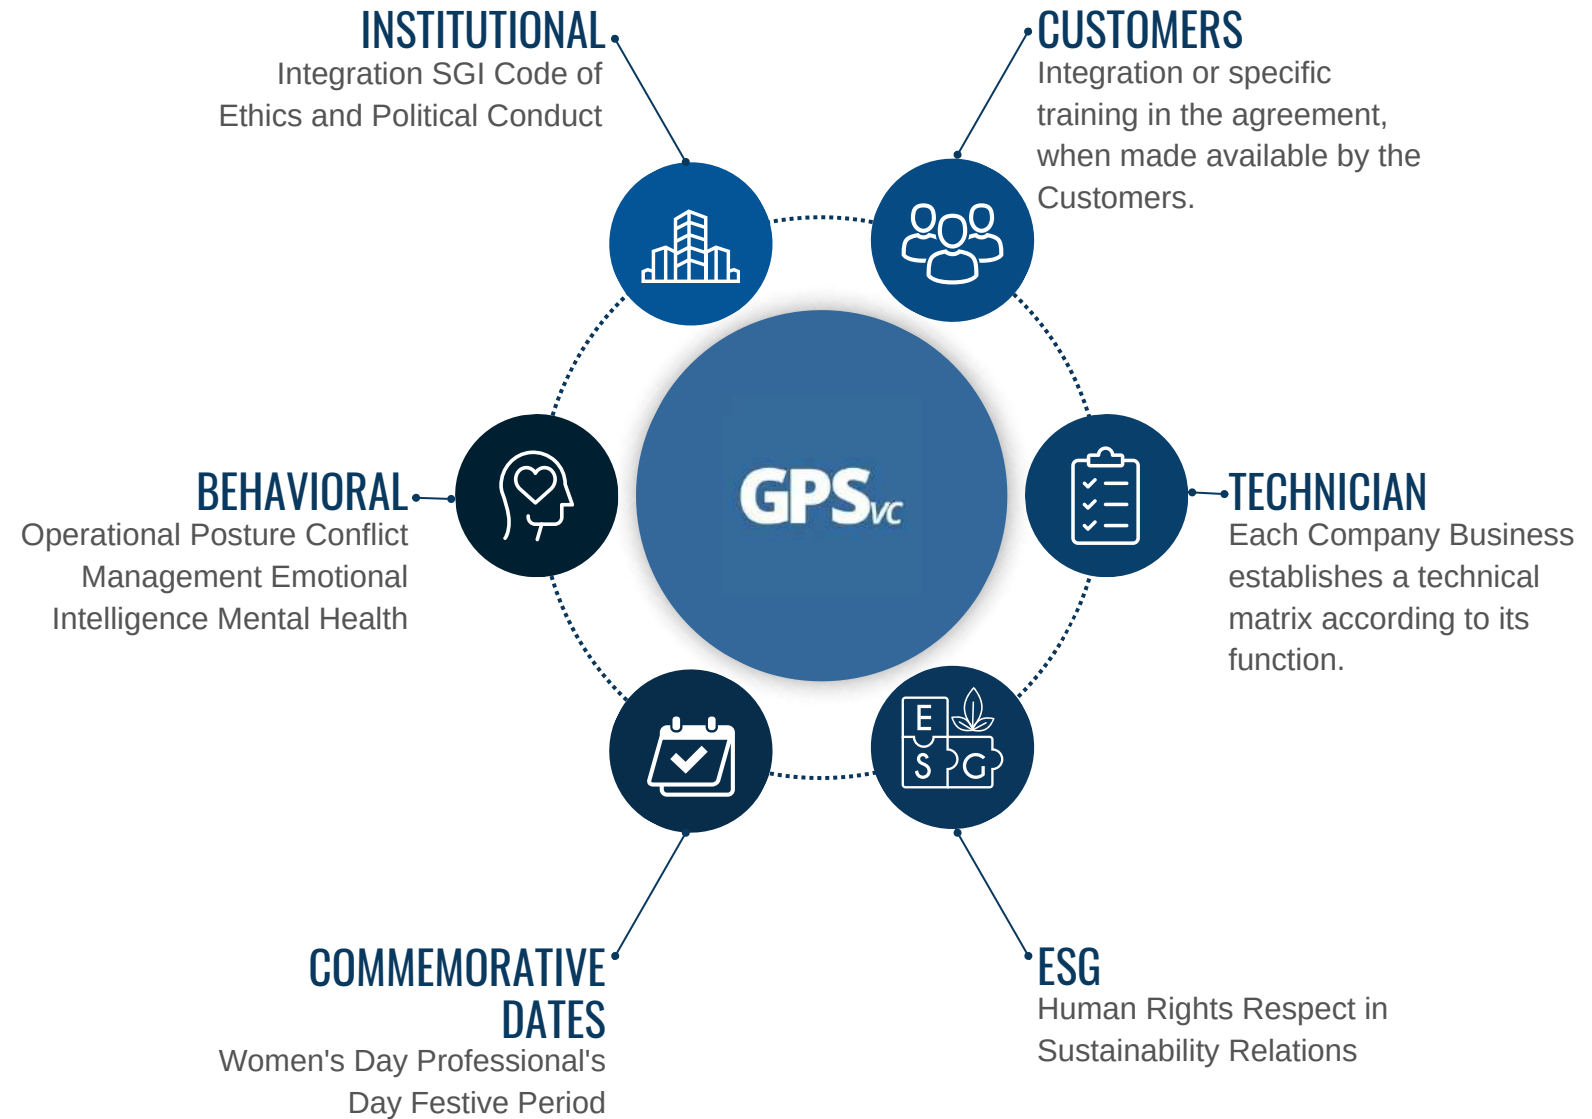 INSTITUTIONAL
Integration SGI Code of
Ethics and Political Conduct
CUSTOMERS
Integration or specific
training in the agreement,
when made available by the
Customers.
BEHAVIORAL
Operational Posture Conflict
Management Emotional
Intelligence Mental Health
GPSvc
TECHNICIAN
Each Company Business
establishes a technical
matrix according to its
function.
E
S G
COMMEMORATIVE
DATES
Women's Day Professional's
Day Festive Period
ESG
Human Rights Respect in
Sustainability Relations